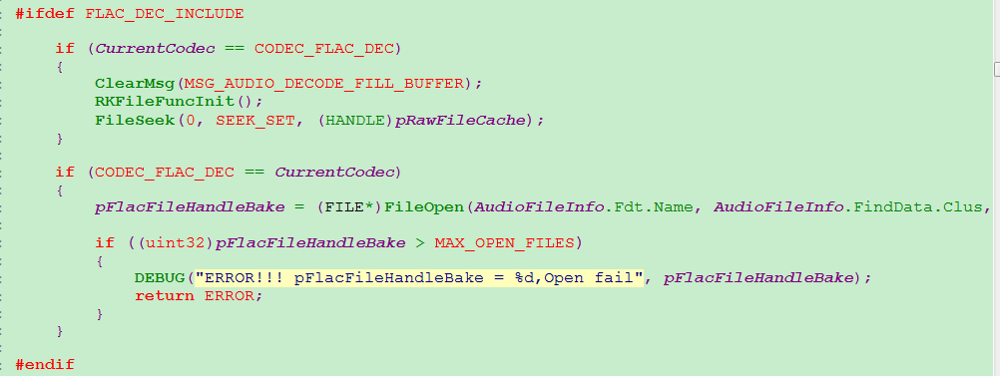 #ifdef FLAC_DEC_INCLUDE
if (CurrentCodec == CODEC_FLAC_DEC)
{
ClearMsg(MSG_AUDIO_DECODE_FILL_BUFFER);
RKFileFuncInit();
FileSeek(0, SEEK_SET, (HANDLE)pRawFileCache);
}
if (CODEC_FLAC_DEC == CurrentCodec)
{
pFlacFileHandleBake = (FILE*)FileOpen(AudioFileInfo.Fdt.Name, AudioFileInfo.FindData.Clus,
if ((uint32)pFlacFileHandleBake > MAX_OPEN_FILES)
{
DEBUG("ERROR!!! pFlacFileHandleBake = %d,Open fail", pFlacFileHandleBake);
return ERROR;
}
}
#endif